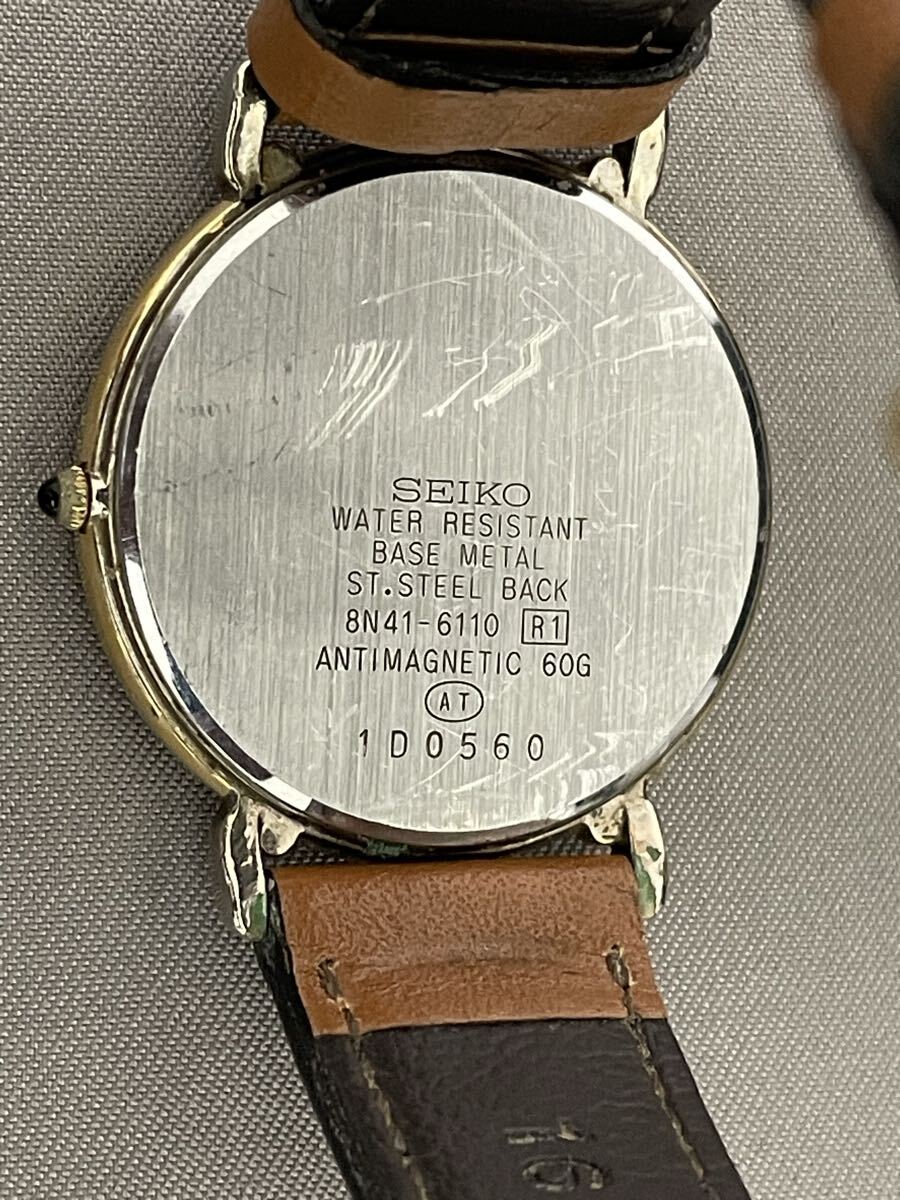 SEIKO
WATER RESISTANT
BASE METAL
ST.STEEL BACK
8N41-6110 R1
ANTIMAGNETIC 60G
AT
1D0560